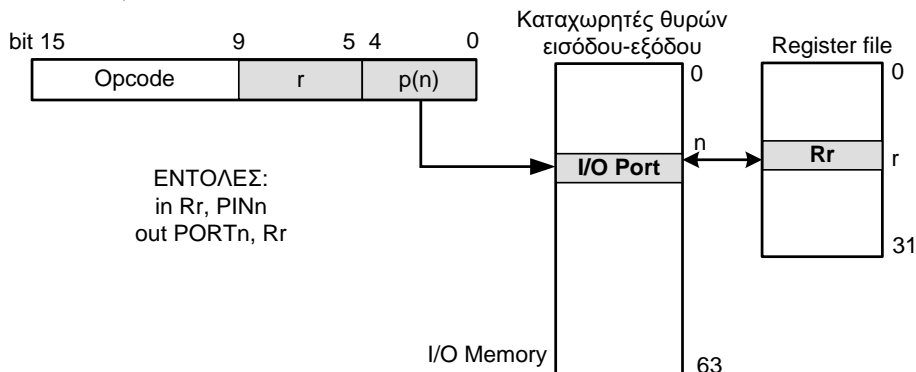 Καταχωρητές θυρών
εισόδου-εξόδου
Register file
bit 15 9 5 4 0
0
0
Opcode r p(n)
n
I/O Port
Rr
r
ΕΝΤΟΛΕΣ:
in Rr, PINn
out PORTn, Rr
31
I/O Memory
63